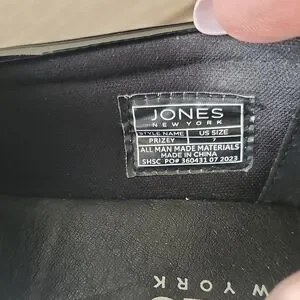 JONES
NEW YORK
STYLE NAME US SIZE
PRIZEY 7
ALL MAN MADE MATERIALS
MADE IN CHINA
SHSC PO# 360431 07 2023
W YORK